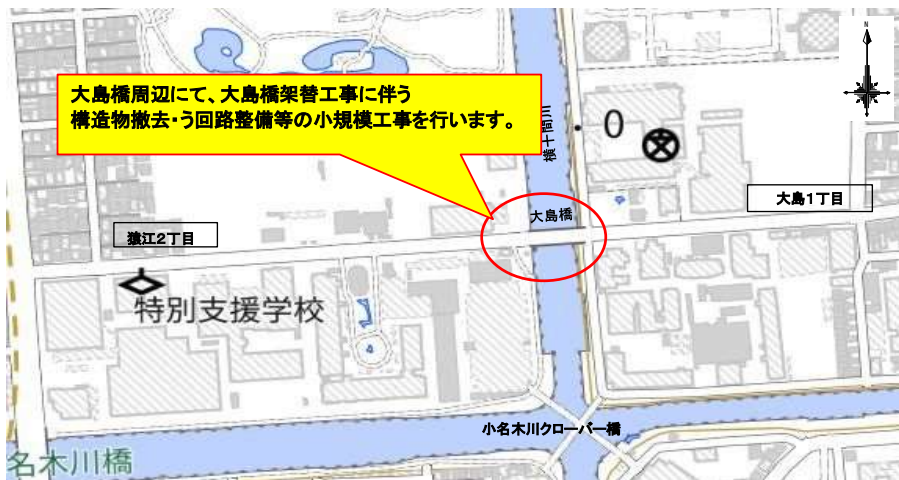 N
大島橋周辺にて、大島橋架替工事に伴う
構造物撤去・う回路整備等の小規模工事を行います。
横十間川
0
大島1丁目
大島橋
猿江2丁目
特別支援学校
小名木川クローバー橋
名木川橋